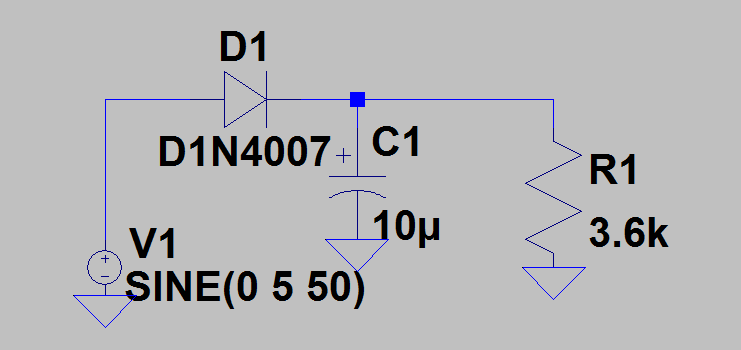 D1
D1N4007
C1
10µ
R1
3.6k
V1
SINE(0 5 50)